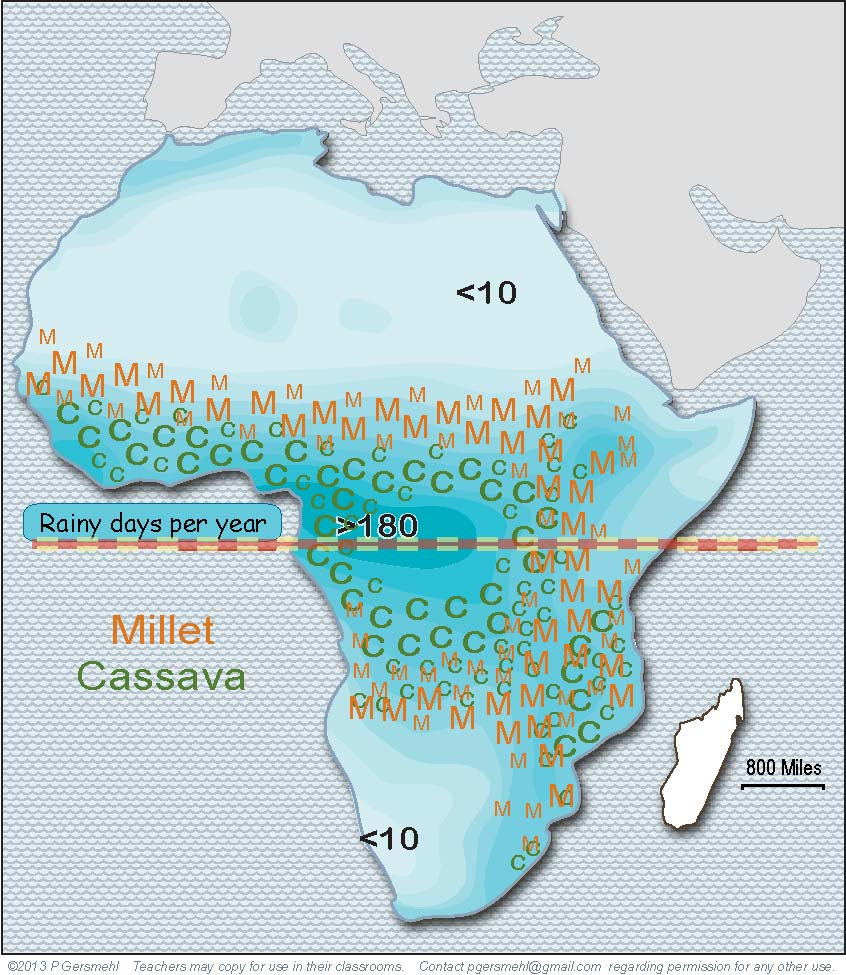 <10
Rainy days per year
>180
Millet
Cassava
800 Miles
<10
©2013 P Gersmehl Teachers may copy for use in their classrooms. Contact pgersmehl@gmail.com regarding permission for any other use.